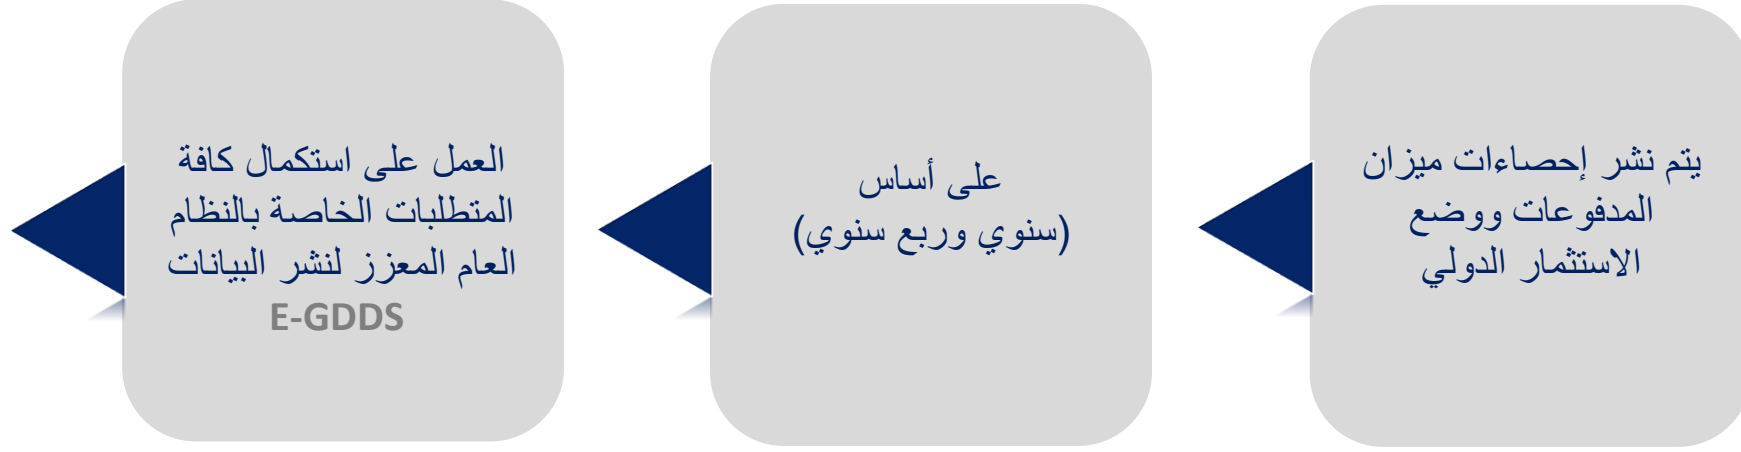 يتم نشر إحصاءات ميزان
المدفوعات ووضع
الاستثمار الدولي
على أساس
(سنوي وربع سنوي)
العمل على استكمال كافة
المتطلبات الخاصة بالنظام
العام المعزز لنشر البيانات
E-GDDS